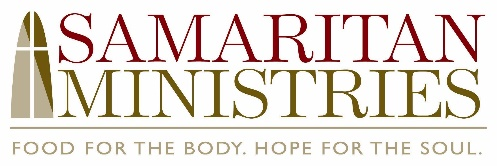 SAMARITAN
MINISTRIES
FOOD FOR THE BODY. HOPE FOR THE SOUL.